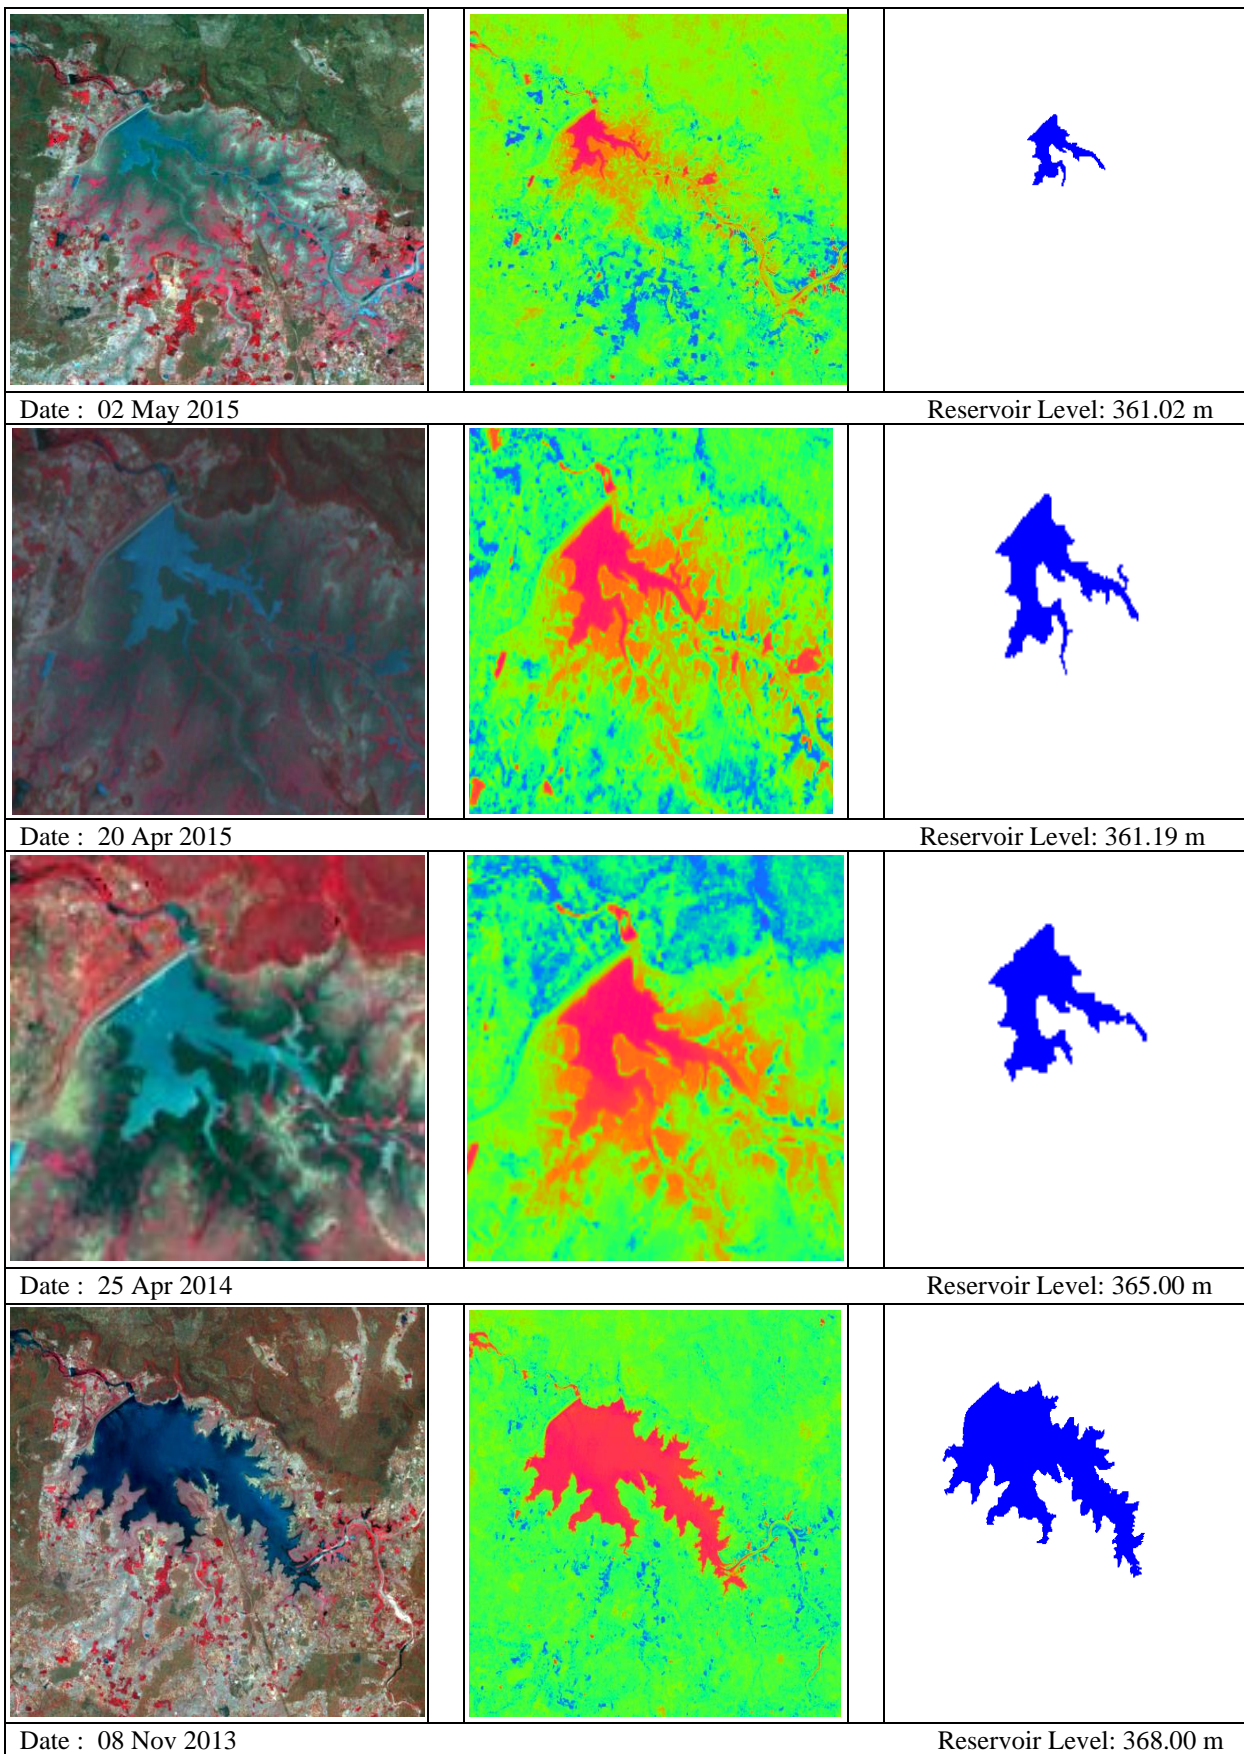 Date : 02 May 2015 Reservoir Level: 361.02 m
Date : 20 Apr 2015 Reservoir Level: 361.19 m
Date : 25 Apr 2014 Reservoir Level: 365.00 m
Date : 08 Nov 2013 Reservoir Level: 368.00 m